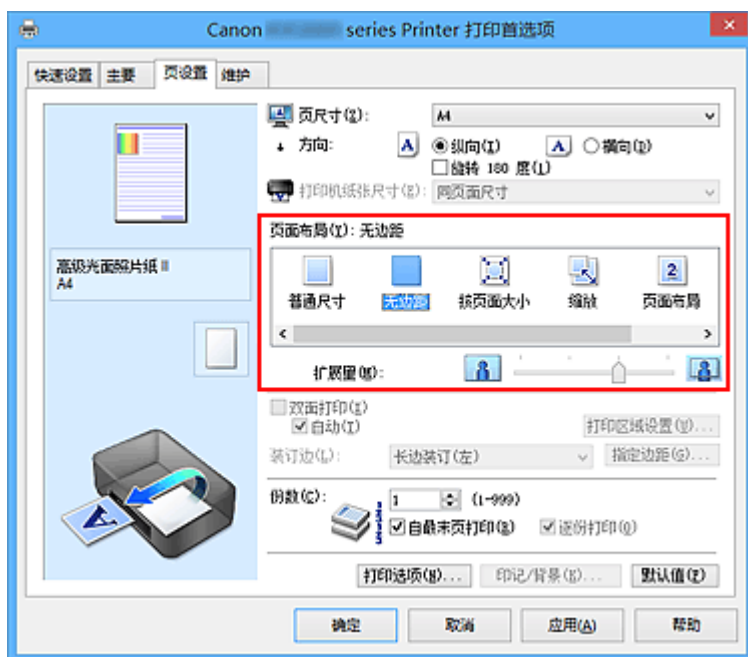 Canon series Printer 打印首选项
快速设置 主要 页设置 维护
页尺寸(Z): A4
方向: A 纵向(I) A 横向(D)
旋转 180 度(L)
打印机纸张尺寸(E): 同页面尺寸
页面布局(Y): 无边距
高级光面照片纸 II
A4
普通尺寸 无边距 按页面大小 缩放 页面布局
扩展量(M):
双面打印(X)
自动(T)
打印区域设置(U)...
装订边(L): 长边装订(左) 指定边距(G)...
份数(C): 1 (1-999)
自最末页打印(R) 逐份打印(O)
打印选项(N)... 印记/背景(K)... 默认值(F)
确定 取消 应用(A) 帮助